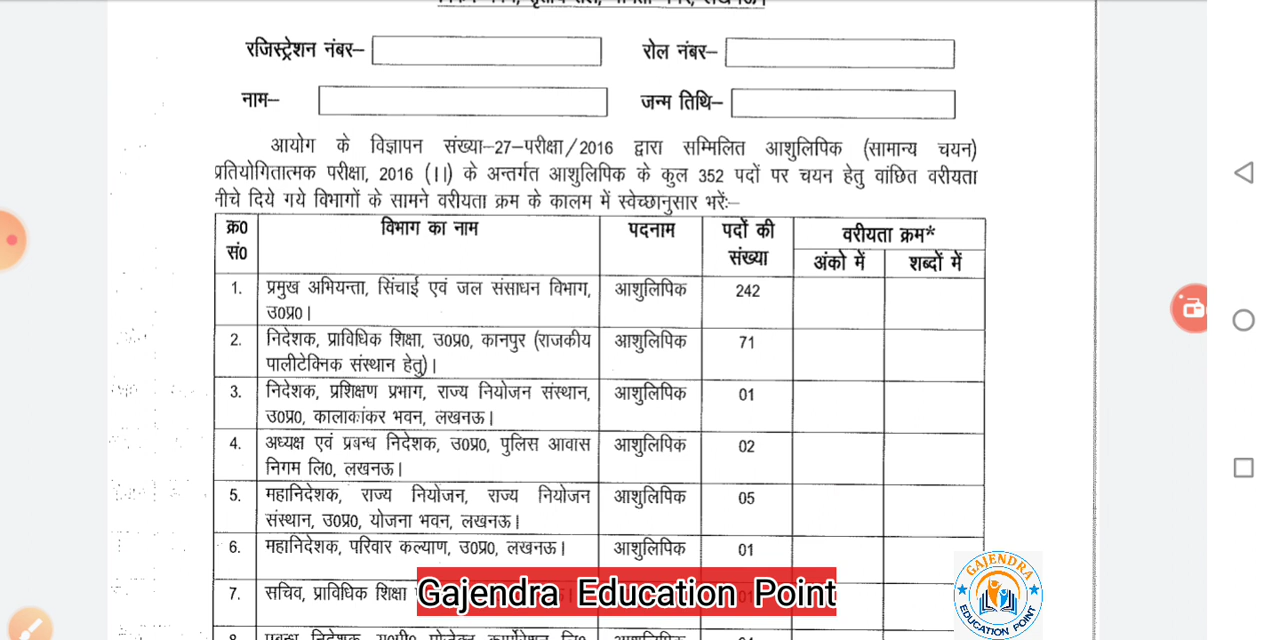 रजिस्ट्रेशन नंबर–
रोल नंबर–
नाम–
जन्म तिथि–
आयोग के विज्ञापन संख्या–27–परीक्षा/2016 द्वारा सम्मिलित आशुलिपिक (सामान्य चयन)
प्रतियोगितात्मक परीक्षा, 2016 (।।) के अन्तर्गत आशुलिपिक के कुल 352 पदों पर चयन हेतु वांछित वरीयता
नीचे दिये गये विभागों के सामने वरीयता क्रम के कालम में स्वेच्छानुसार भरेंः–
क्र0 सं0
विभाग का नाम
पदनाम
पदों की संख्या
वरीयता क्रम*
अंको में
शब्दों में
1. प्रमुख अभियन्ता, सिंचाई एवं जल संसाधन विभाग, आशुलिपिक 242
उ0प्र0।
2. निदेशक, प्राविधिक शिक्षा, उ0प्र0, कानपुर (राजकीय आशुलिपिक 71
पालीटेक्निक संस्थान हेतु)।
3. निदेशक, प्रशिक्षण प्रभाग, राज्य नियोजन संस्थान, आशुलिपिक 01
उ0प्र0, कालाकांकर भवन, लखनऊ।
4. अध्यक्ष एवं प्रबन्ध निदेशक, उ0प्र0, पुलिस आवास आशुलिपिक 02
निगम लि0, लखनऊ।
5. महानिदेशक, राज्य नियोजन, राज्य नियोजन आशुलिपिक 05
संस्थान, उ0प्र0, योजना भवन, लखनऊ।
6. महानिदेशक, परिवार कल्याण, उ0प्र0, लखनऊ। आशुलिपिक 01
7. सचिव, प्राविधिक शिक्षा
Gajendra Education Point
GAJENDRA
EDUCATION POINT